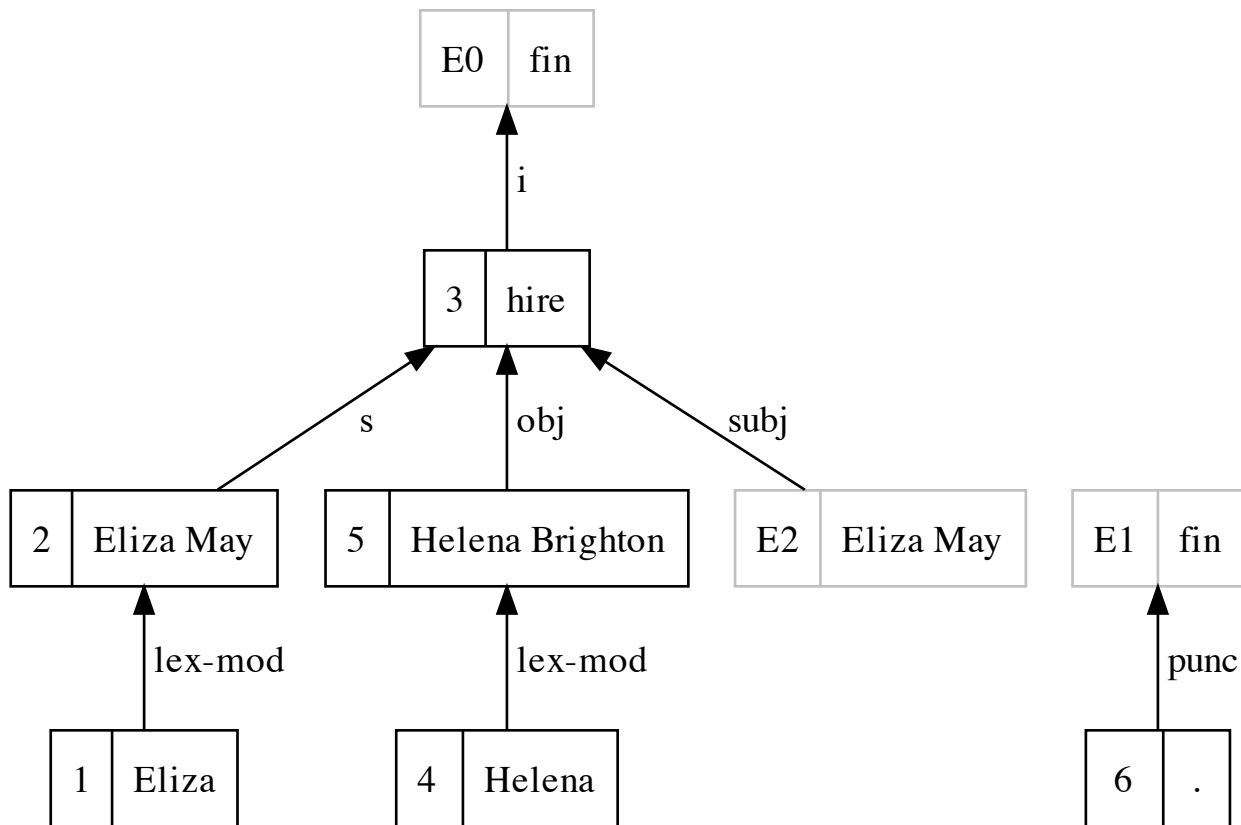 E0 fin
i
3 hire
s obj subj
2 Eliza May 5 Helena Brighton E2 Eliza May E1 fin
lex-mod lex-mod punc
1 Eliza 4 Helena 6 .